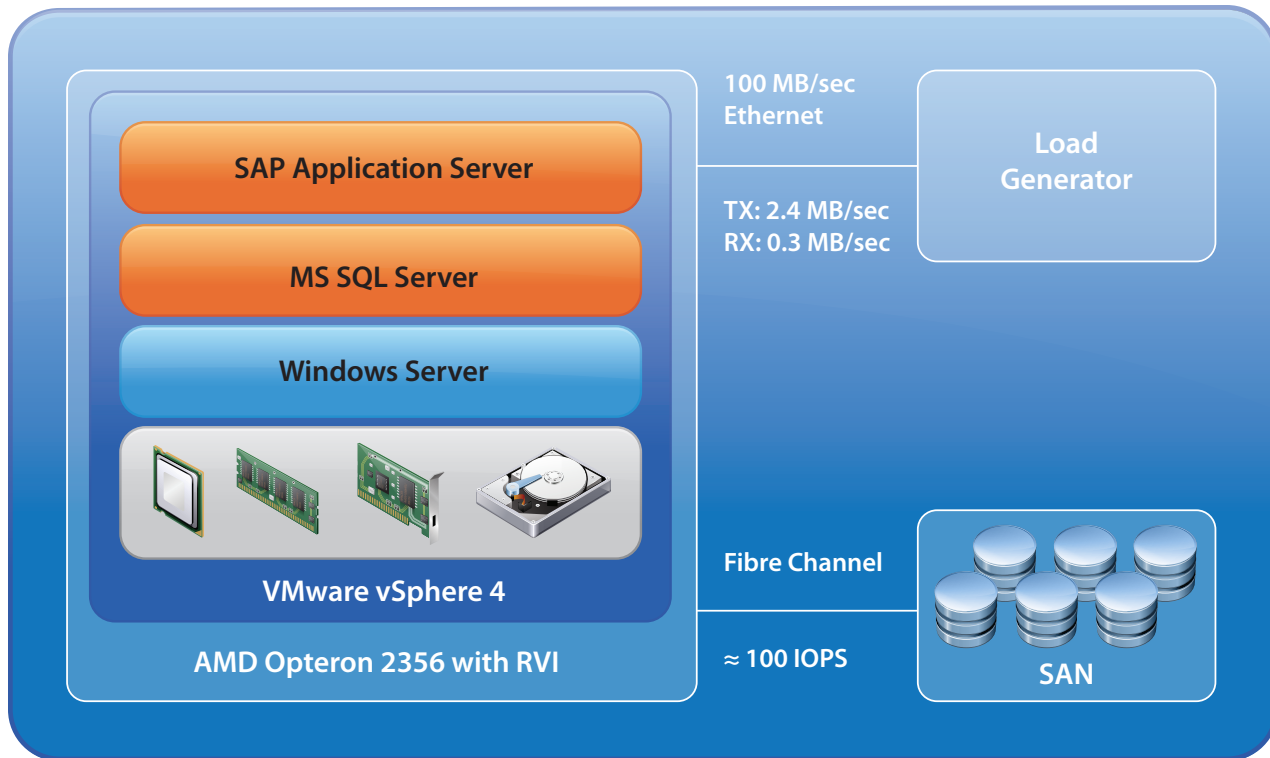 SAP Application Server
MS SQL Server
Windows Server
VMware vSphere 4
AMD Opteron 2356 with RVI
100 MB/sec
Ethernet
TX: 2.4 MB/sec
RX: 0.3 MB/sec
Load
Generator
Fibre Channel
≈ 100 IOPS
SAN